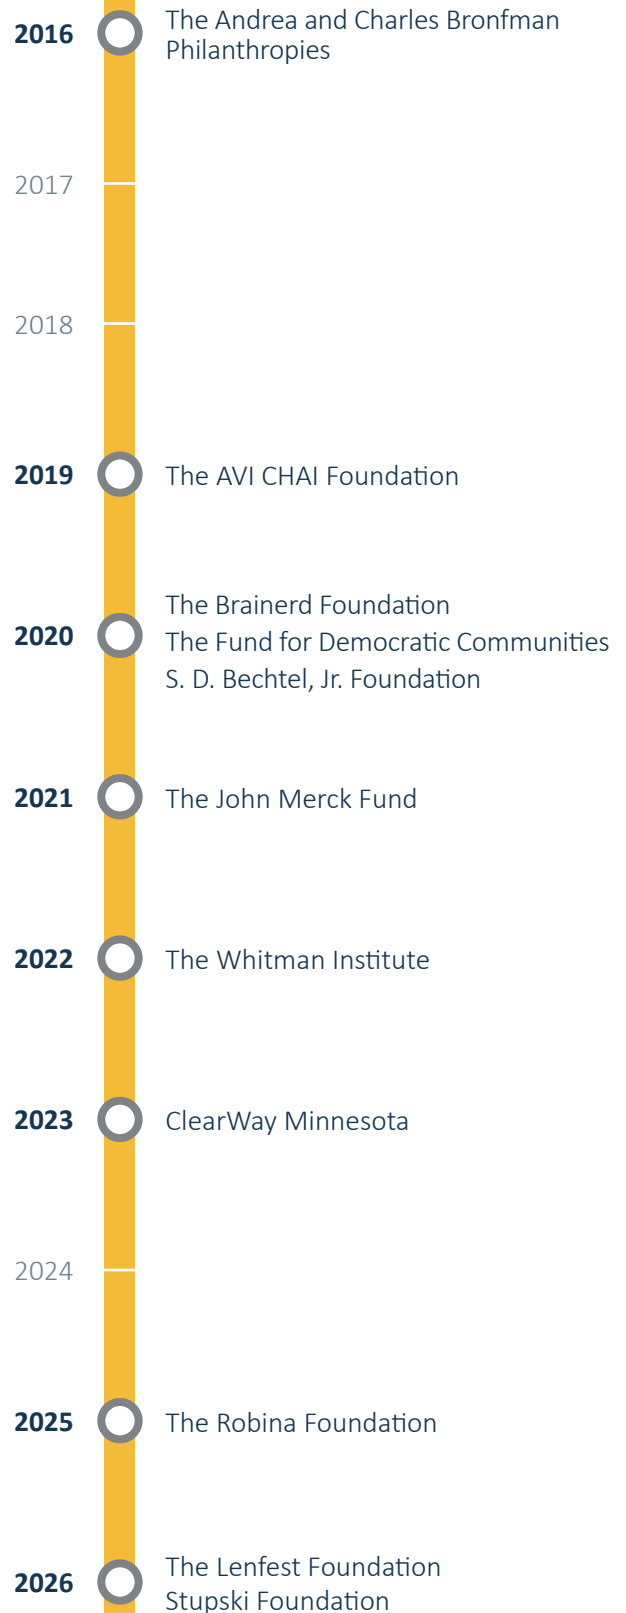 2016
The Andrea and Charles Bronfman
Philanthropies
2017
2018
2019
The AVI CHAI Foundation
2020
The Brainerd Foundation
The Fund for Democratic Communities
S. D. Bechtel, Jr. Foundation
2021
The John Merck Fund
2022
The Whitman Institute
2023
ClearWay Minnesota
2024
2025
The Robina Foundation
2026
The Lenfest Foundation
Stupski Foundation